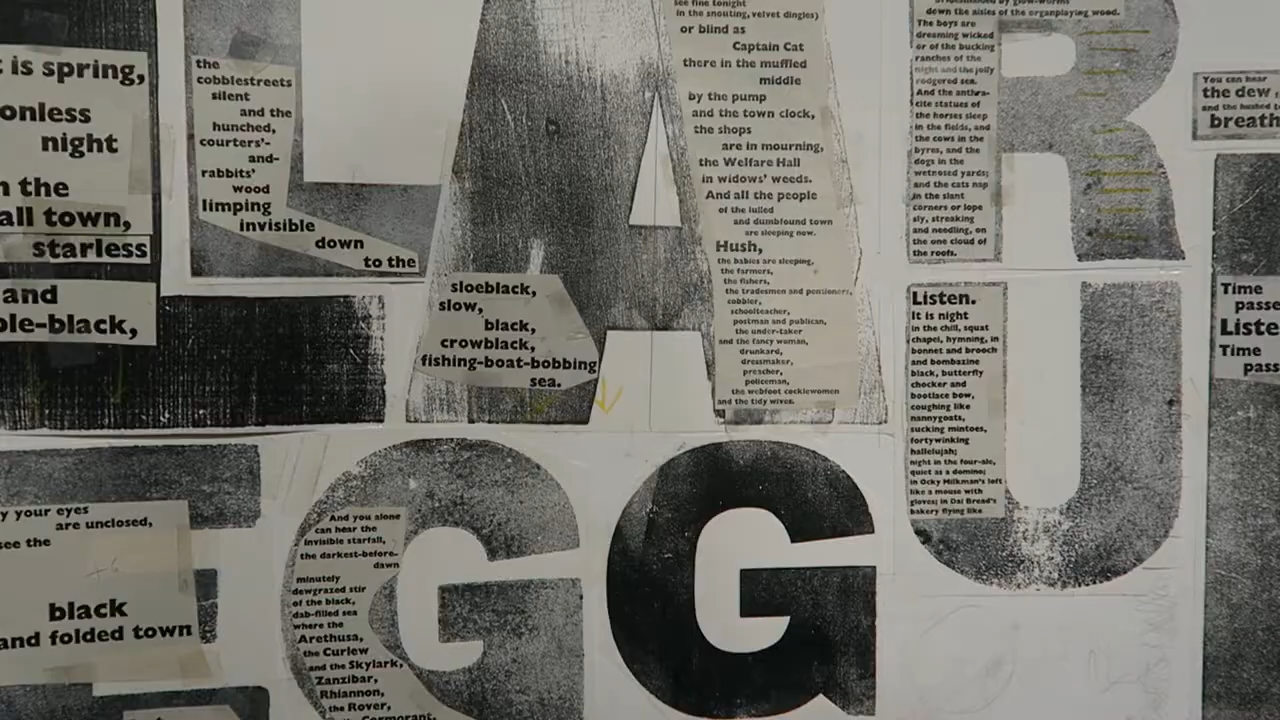 is spring,
onless
night
the
all town,
starless
and
ble-black,
the
cobblestreets
silent
and the
hunched,
courters'-
and-
rabbits'
wood
limping
invisible
down
to the
sloeblack,
slow,
black,
crowblack,
fishing-boat-bobbing
sea.
see fine tonight
in the snouting, velvet dingles)
or blind as
Captain Cat
there in the muffled
middle
by the pump
and the town clock,
the shops
are in mourning,
the Welfare Hall
in widows' weeds.
And all the people
of the lulled
and dumbfound town
are sleeping now.
Hush,
the babies are sleeping,
the farmers,
the fishers,
the tradesmen and pensioners,
cobbler,
schoolteacher,
postman and publican,
the under-taker
and the fancy woman,
drunkard,
dressmaker,
preacher,
policeman,
the webfoot cocklewomen
and the tidy wives.
by glow-worms
down the aisles of the organplaying wood.
The boys are
dreaming wicked
or of the bucking
ranches of the
night and the jolly
rodgered sea.
And the anthra-
cite statues of
the horses sleep
in the fields, and
the cows in the
byres, and the
dogs in the
wetnosed yards;
and the cats nap
in the slant
corners or lope
sly, streaking
and needling, on
the one cloud of
the roofs.
You can hear
the dew
and the hushed
breath
Listen.
It is night
in the chill, squat
chapel, hymning, in
bonnet and brooch
and bombazine
black, butterfly
chocker and
bootlace bow,
coughing like
nannygoats,
sucking mintoes,
fortywinking
hallelujah;
night in the four-ale,
quiet as a domino;
in Ocky Milkman's loft
like a mouse with
gloves; in Dai Bread's
bakery flying like
Time
passe
Liste
Time
pass
y your eyes
are unclosed,
see the
black
and folded town
And you alone
can hear the
invisible starfall,
the darkest-before-
dawn
minutely
dewgrazed stir
of the black,
dab-filled sea
where the
Arethusa,
the Curlew
and the Skylark,
Zanzibar,
Rhiannon,
the Rover,
Cormorant,
L A R
U
G G